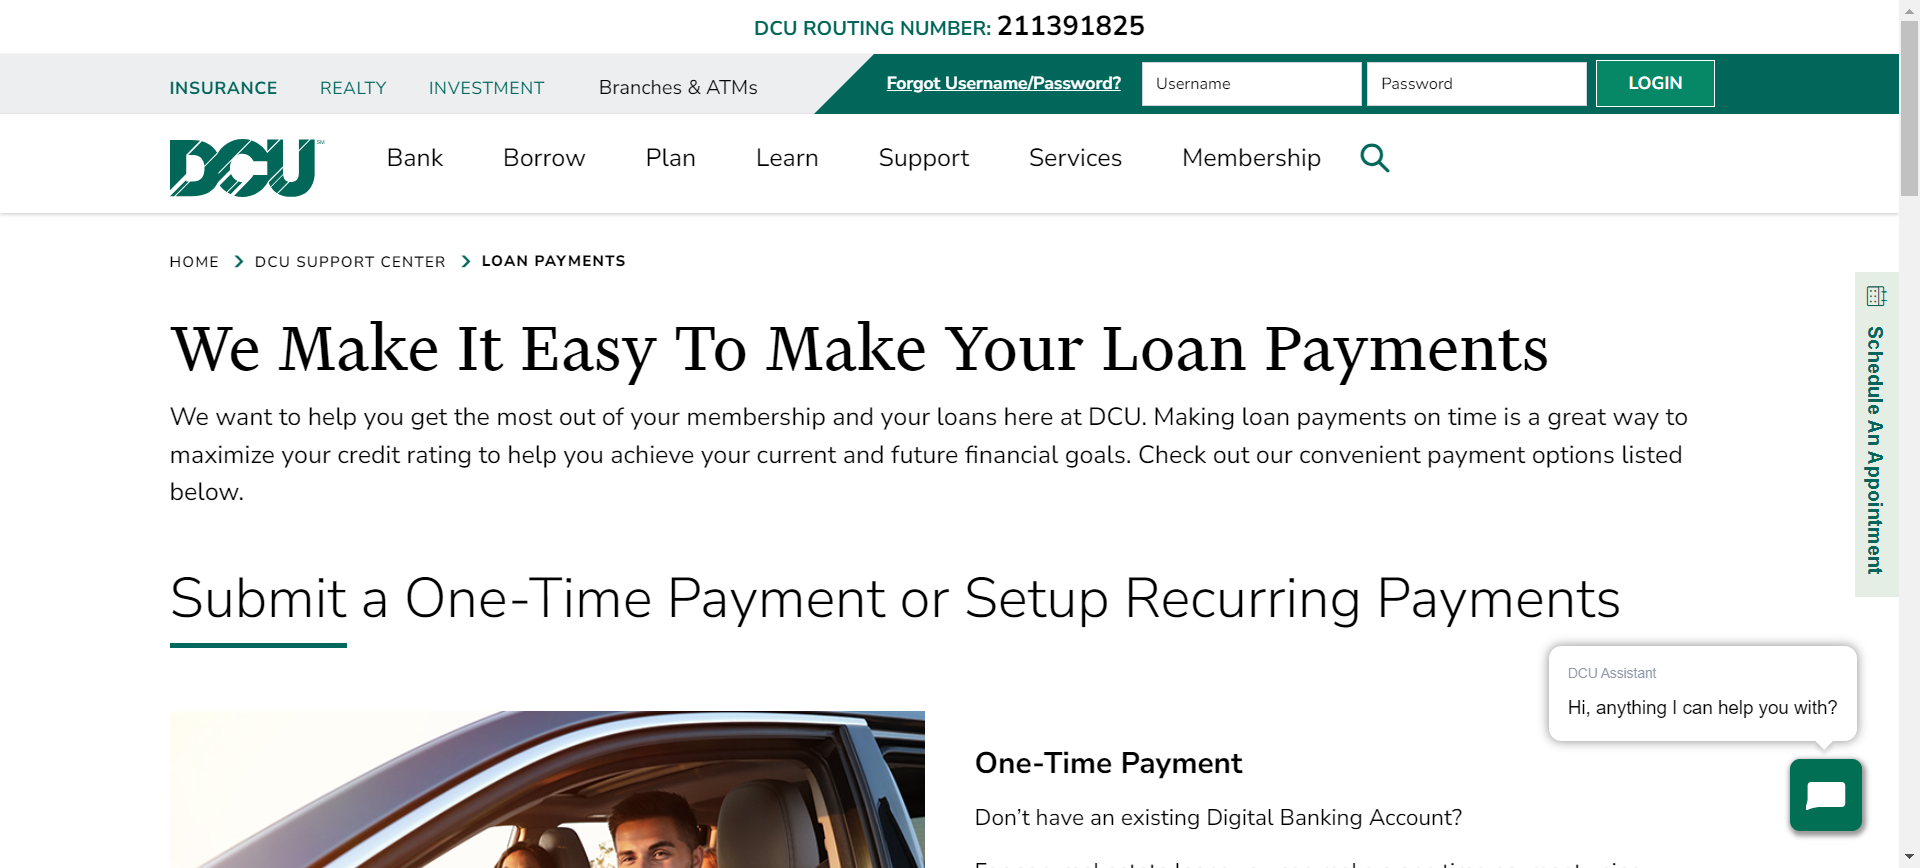 DCU ROUTING NUMBER: 211391825
INSURANCE REALTY INVESTMENT Branches & ATMs Forgot Username/Password? Username Password LOGIN
DCU SM Bank Borrow Plan Learn Support Services Membership
HOME DCU SUPPORT CENTER LOAN PAYMENTS
We Make It Easy To Make Your Loan Payments
We want to help you get the most out of your membership and your loans here at DCU. Making loan payments on time is a great way to
maximize your credit rating to help you achieve your current and future financial goals. Check out our convenient payment options listed
below.
Schedule An Appointment
Submit a One-Time Payment or Setup Recurring Payments
DCU Assistant
Hi, anything I can help you with?
One-Time Payment
Don’t have an existing Digital Banking Account?